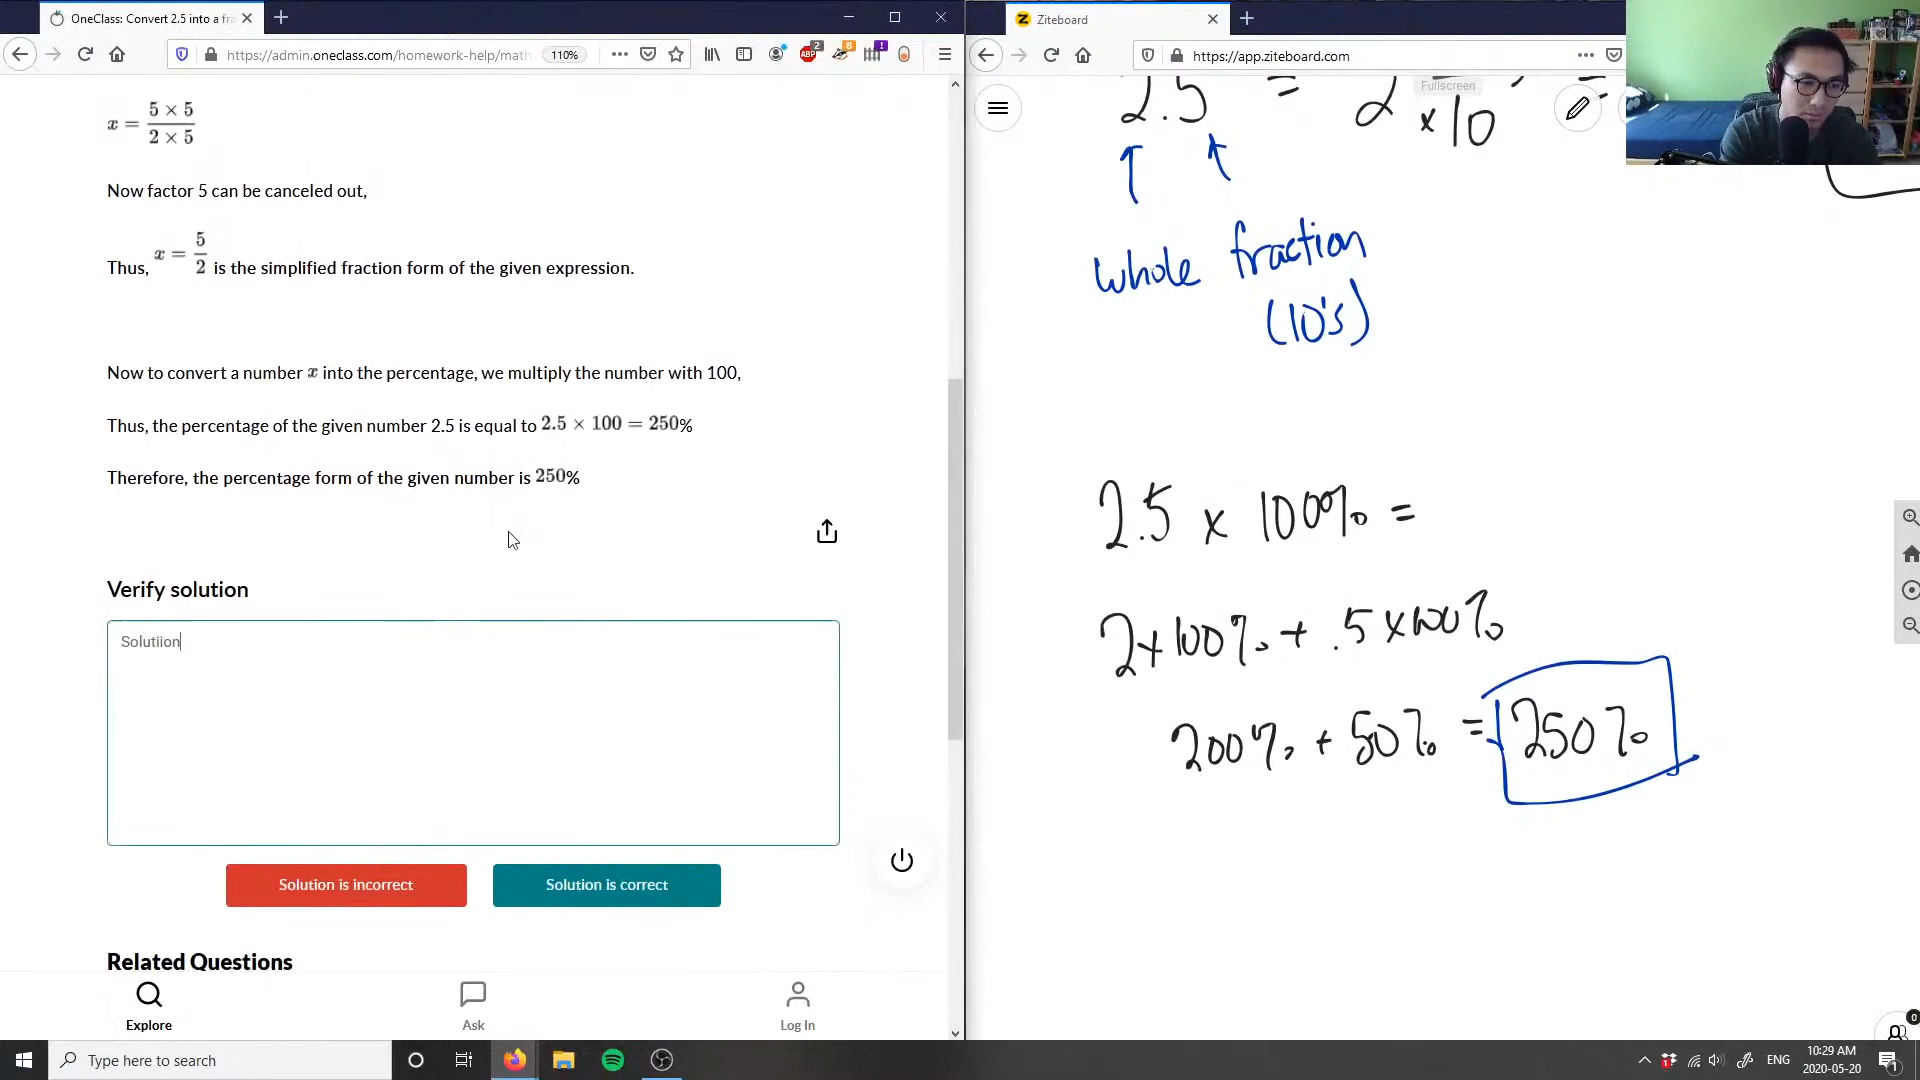 OneClass: Convert 2.5 into a fra
https://admin.oneclass.com/homework-help/math
110%
2
8
!
x = 5 × 5 / 2 × 5
Now factor 5 can be canceled out,
Thus, x = 5/2 is the simplified fraction form of the given expression.
Now to convert a number x into the percentage, we multiply the number with 100,
Thus, the percentage of the given number 2.5 is equal to 2.5 × 100 = 250%
Therefore, the percentage form of the given number is 250%
Verify solution
Solutiion
Solution is incorrect
Solution is correct
Related Questions
Explore
Ask
Log In
Ziteboard
https://app.ziteboard.com
Fullscreen
2.5 = 2 ×10 =
whole fraction
(10's)
2.5 x 100% =
2x100% + .5x100%
200% + 50% = 250%
0
Type here to search
ENG
10:29 AM
2020-05-20
1